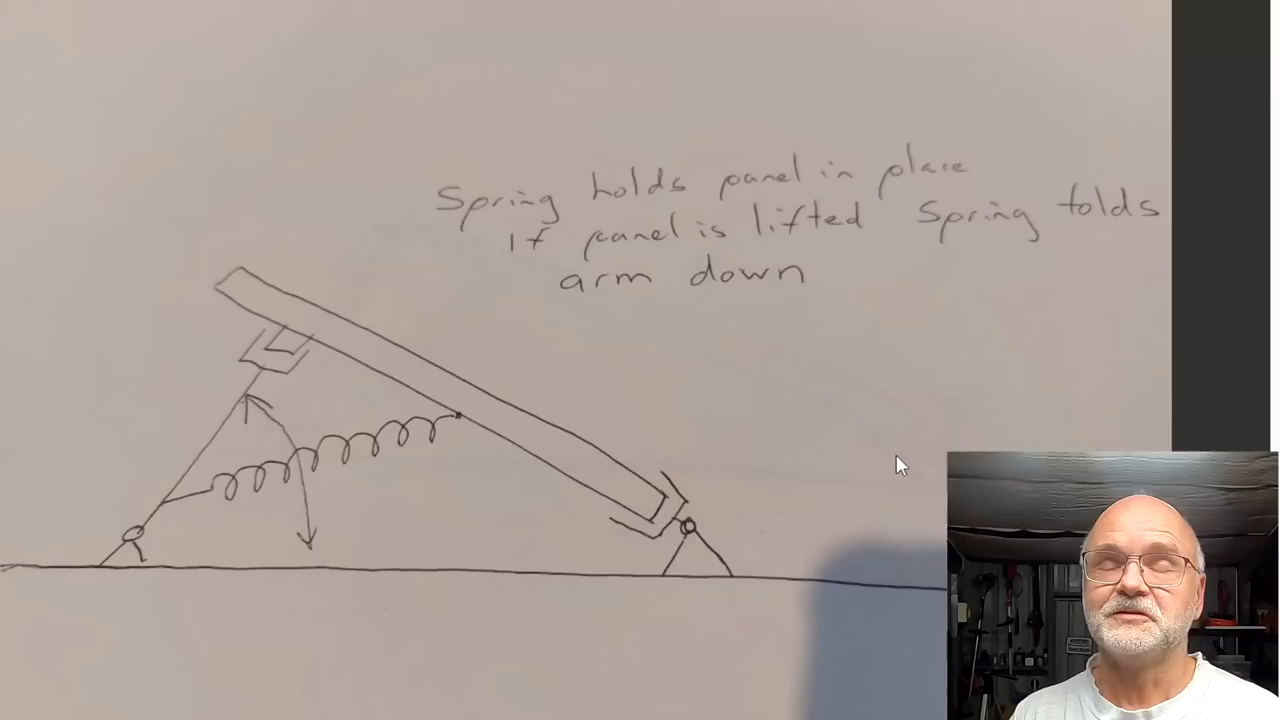 Spring holds panel in place
If panel is lifted Spring folds
arm down